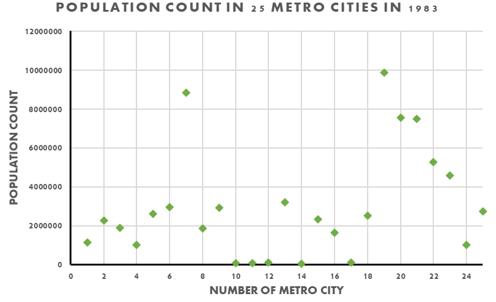 POPULATION COUNT IN 25 METRO CITIES IN 1983
12000000
10000000
8000000
6000000
4000000
2000000
0
POPULATION COUNT
0 2 4 6 8 10 12 14 16 18 20 22 24
NUMBER OF METRO CITY